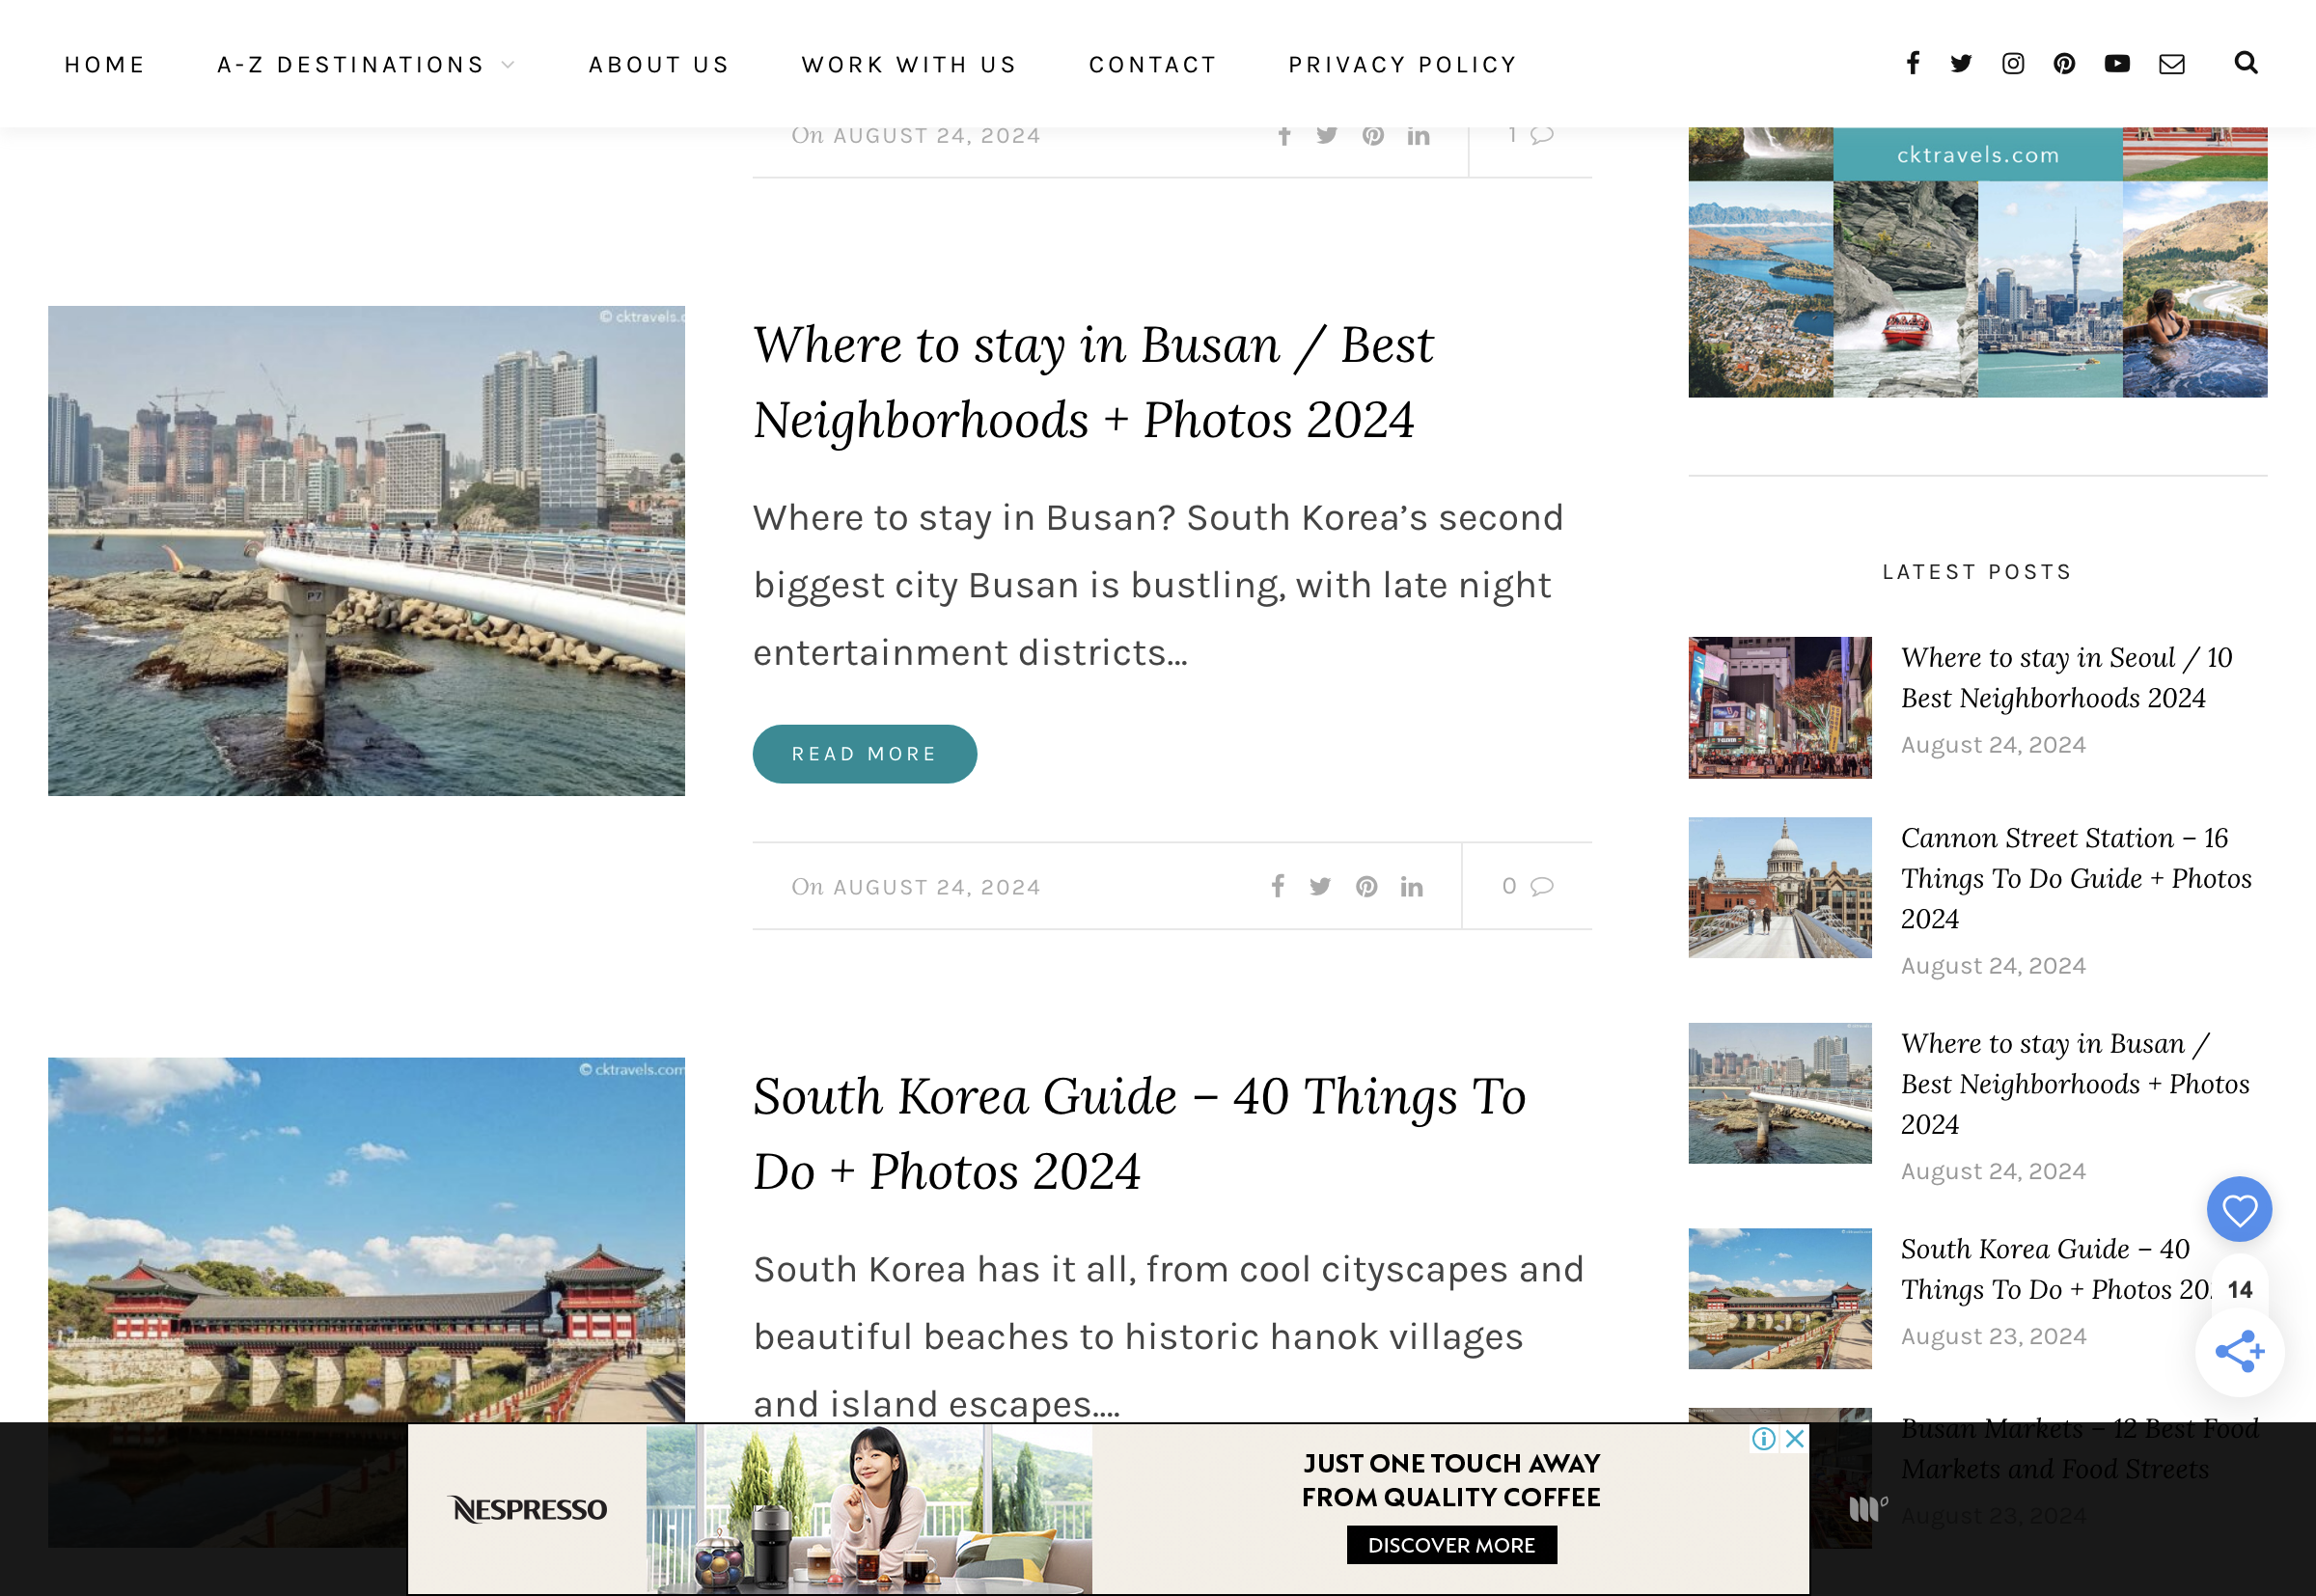 HOME A-Z DESTINATIONS ABOUT US WORK WITH US CONTACT PRIVACY POLICY
On AUGUST 24, 2024 1
cktravels.com
© cktravels.c
Where to stay in Busan / Best
Neighborhoods + Photos 2024
Where to stay in Busan? South Korea’s second
biggest city Busan is bustling, with late night
entertainment districts...
READ MORE
On AUGUST 24, 2024 0
P7
© cktravels.com
South Korea Guide – 40 Things To
Do + Photos 2024
South Korea has it all, from cool cityscapes and
beautiful beaches to historic hanok villages
and island escapes....
LATEST POSTS
Where to stay in Seoul / 10
Best Neighborhoods 2024
August 24, 2024
Cannon Street Station – 16
Things To Do Guide + Photos
2024
August 24, 2024
Where to stay in Busan /
Best Neighborhoods + Photos
2024
August 24, 2024
South Korea Guide – 40
Things To Do + Photos 20
August 23, 2024
14
Busan Markets – 12 Best Food
Markets and Food Streets
August 23, 2024
NESPRESSO
JUST ONE TOUCH AWAY
FROM QUALITY COFFEE
DISCOVER MORE